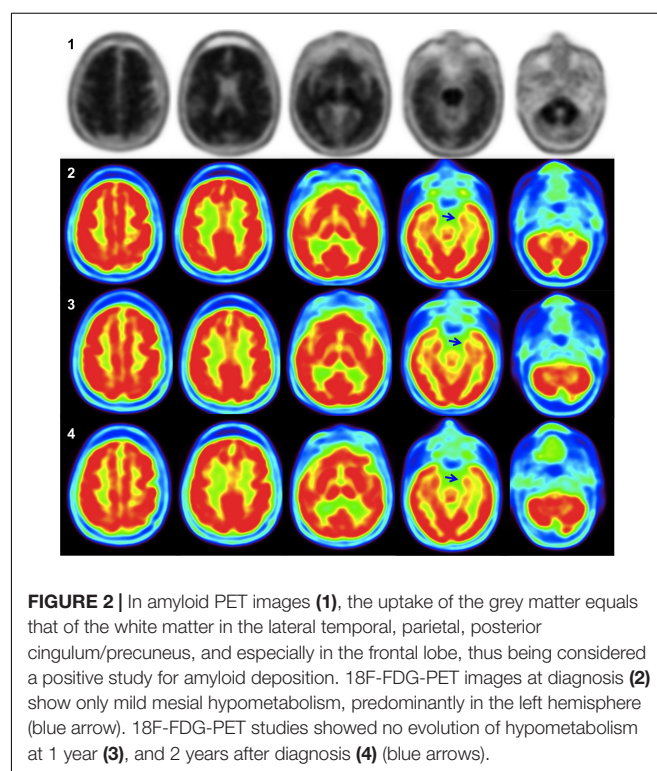 1
2
3
4
FIGURE 2 | In amyloid PET images (1), the uptake of the grey matter equals
that of the white matter in the lateral temporal, parietal, posterior
cingulum/precuneus, and especially in the frontal lobe, thus being considered
a positive study for amyloid deposition. 18F-FDG-PET images at diagnosis (2)
show only mild mesial hypometabolism, predominantly in the left hemisphere
(blue arrow). 18F-FDG-PET studies showed no evolution of hypometabolism
at 1 year (3), and 2 years after diagnosis (4) (blue arrows).